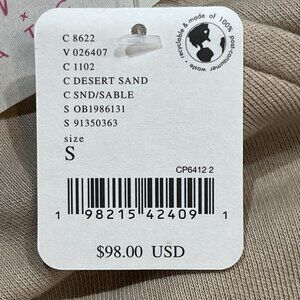 C 8622
V 026407
C 1102
C DESERT SAND
C SND/SABLE
S OB1986131
S 91350363
size
S
recyclable & made of 100% post-consumer waste
CP6412 2
1 98215 42409 1
$98.00 USD